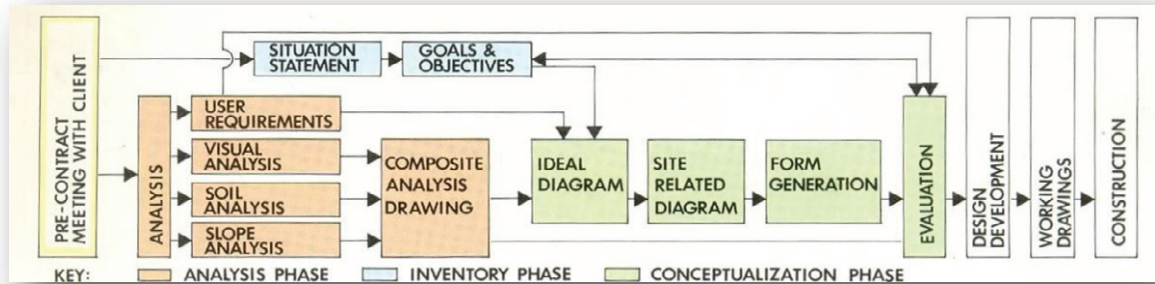 PRE-CONTRACT
MEETING WITH CLIENT
SITUATION
STATEMENT
GOALS &
OBJECTIVES
ANALYSIS
USER
REQUIREMENTS
VISUAL
ANALYSIS
SOIL
ANALYSIS
SLOPE
ANALYSIS
COMPOSITE
ANALYSIS
DRAWING
IDEAL
DIAGRAM
SITE
RELATED
DIAGRAM
FORM
GENERATION
EVALUATION
DESIGN
DEVELOPMENT
WORKING
DRAWINGS
CONSTRUCTION
KEY:
ANALYSIS PHASE
INVENTORY PHASE
CONCEPTUALIZATION PHASE